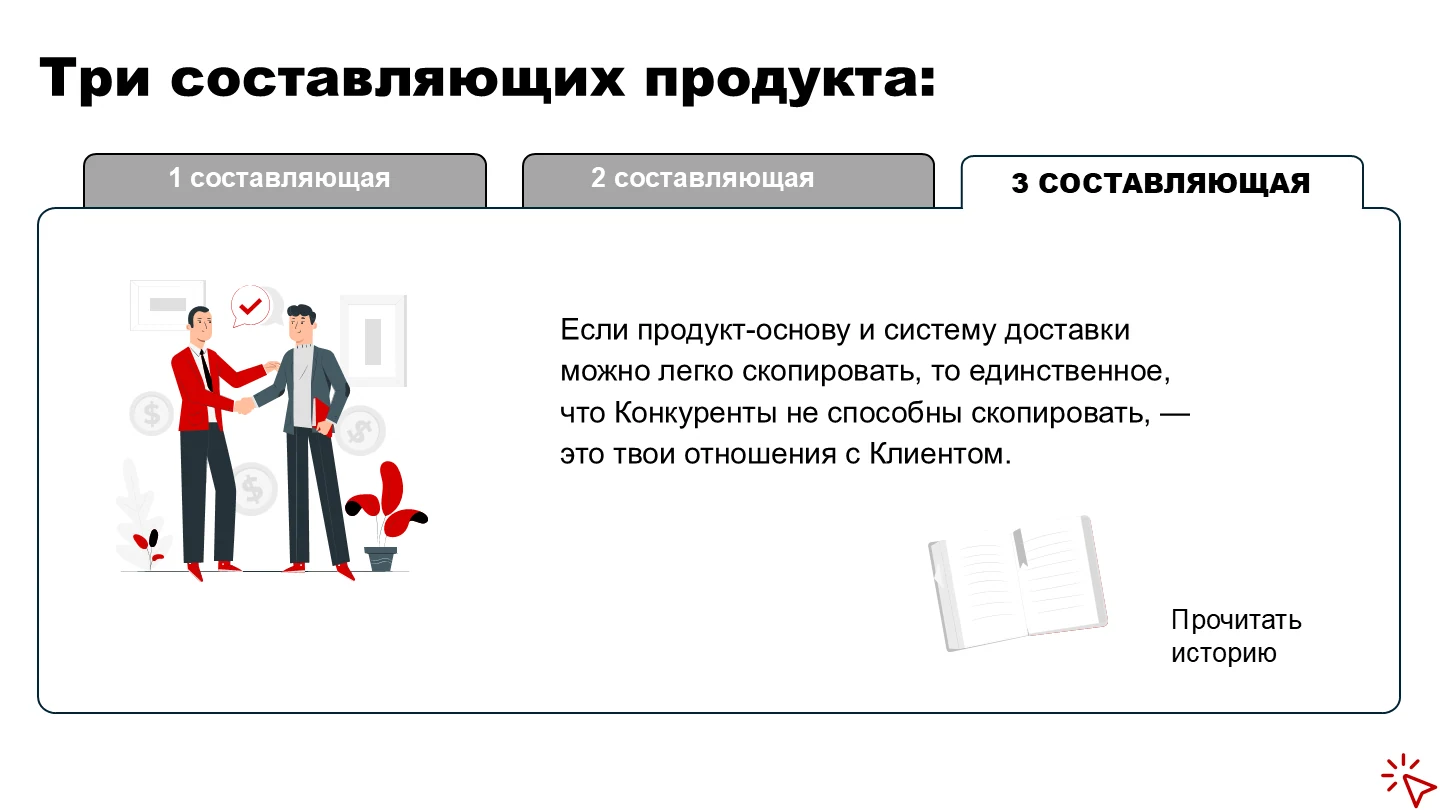 Три составляющих продукта:
1 составляющая
2 составляющая
3 СОСТАВЛЯЮЩАЯ
Если продукт-основу и систему доставки
можно легко скопировать, то единственное,
что Конкуренты не способны скопировать, —
это твои отношения с Клиентом.
Прочитать
историю